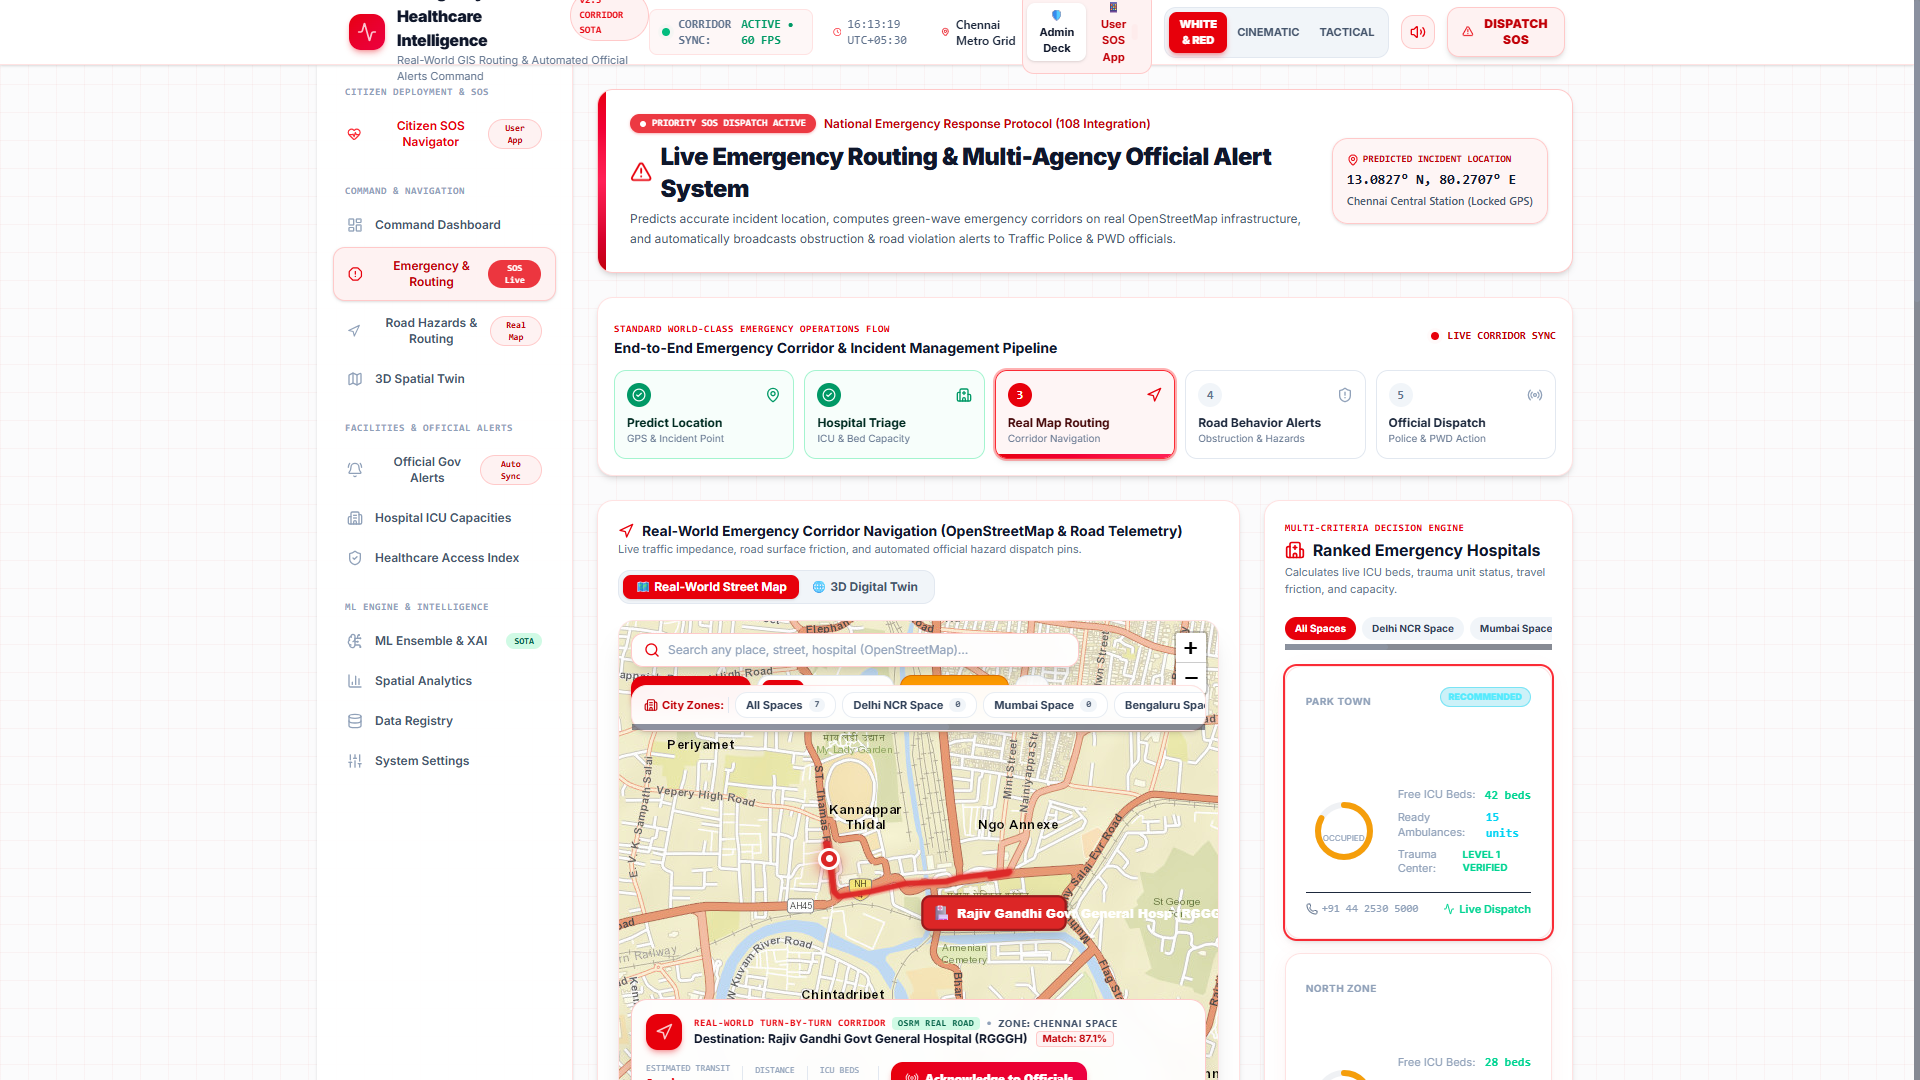 Healthcare
Intelligence
Real-World GIS Routing & Automated Official
Alerts Command
CORRIDOR
SOTA
CORRIDOR
SYNC:
ACTIVE •
60 FPS
16:13:19
UTC+05:30
Chennai
Metro Grid
Admin
Deck
User
SOS
App
WHITE
& RED
CINEMATIC
TACTICAL
DISPATCH
SOS
CITIZEN DEPLOYMENT & SOS
Citizen SOS
Navigator
User
App
COMMAND & NAVIGATION
Command Dashboard
Emergency &
Routing
SOS
Live
Road Hazards &
Routing
Real
Map
3D Spatial Twin
FACILITIES & OFFICIAL ALERTS
Official Gov
Alerts
Auto
Sync
Hospital ICU Capacities
Healthcare Access Index
ML ENGINE & INTELLIGENCE
ML Ensemble & XAI
SOTA
Spatial Analytics
Data Registry
System Settings
PRIORITY SOS DISPATCH ACTIVE
National Emergency Response Protocol (108 Integration)
Live Emergency Routing & Multi-Agency Official Alert
System
Predicts accurate incident location, computes green-wave emergency corridors on real OpenStreetMap infrastructure,
and automatically broadcasts obstruction & road violation alerts to Traffic Police & PWD officials.
PREDICTED INCIDENT LOCATION
13.0827° N, 80.2707° E
Chennai Central Station (Locked GPS)
STANDARD WORLD-CLASS EMERGENCY OPERATIONS FLOW
End-to-End Emergency Corridor & Incident Management Pipeline
LIVE CORRIDOR SYNC
Predict Location
GPS & Incident Point
Hospital Triage
ICU & Bed Capacity
3
Real Map Routing
Corridor Navigation
4
Road Behavior Alerts
Obstruction & Hazards
5
Official Dispatch
Police & PWD Action
Real-World Emergency Corridor Navigation (OpenStreetMap & Road Telemetry)
Live traffic impedance, road surface friction, and automated official hazard dispatch pins.
Real-World Street Map
3D Digital Twin
Search any place, street, hospital (OpenStreetMap)...
+
−
City Zones:
All Spaces 7
Delhi NCR Space 0
Mumbai Space 0
Bengaluru Spa
Periyamet
My Lady Garden
Vepery High Road
E.V.K. Sampath Salai
Kannappar
Thidal
Ngo Annexe
Mint Street
NH
AH45
Rajiv Gandhi Gov General Hosp RGGG
St George
Armenian
Cemetery
Chintadripet
REAL-WORLD TURN-BY-TURN CORRIDOR
OSRM REAL ROAD
• ZONE: CHENNAI SPACE
Destination: Rajiv Gandhi Govt General Hospital (RGGGH)
Match: 87.1%
ESTIMATED TRANSIT
DISTANCE
ICU BEDS
Acknowledge to Officials
MULTI-CRITERIA DECISION ENGINE
Ranked Emergency Hospitals
Calculates live ICU beds, trauma unit status, travel
friction, and capacity.
All Spaces
Delhi NCR Space
Mumbai Space
PARK TOWN
RECOMMENDED
OCCUPIED
Free ICU Beds: 42 beds
Ready
Ambulances:
15
units
Trauma
Center:
LEVEL 1
VERIFIED
+91 44 2530 5000
Live Dispatch
NORTH ZONE
Free ICU Beds: 28 beds